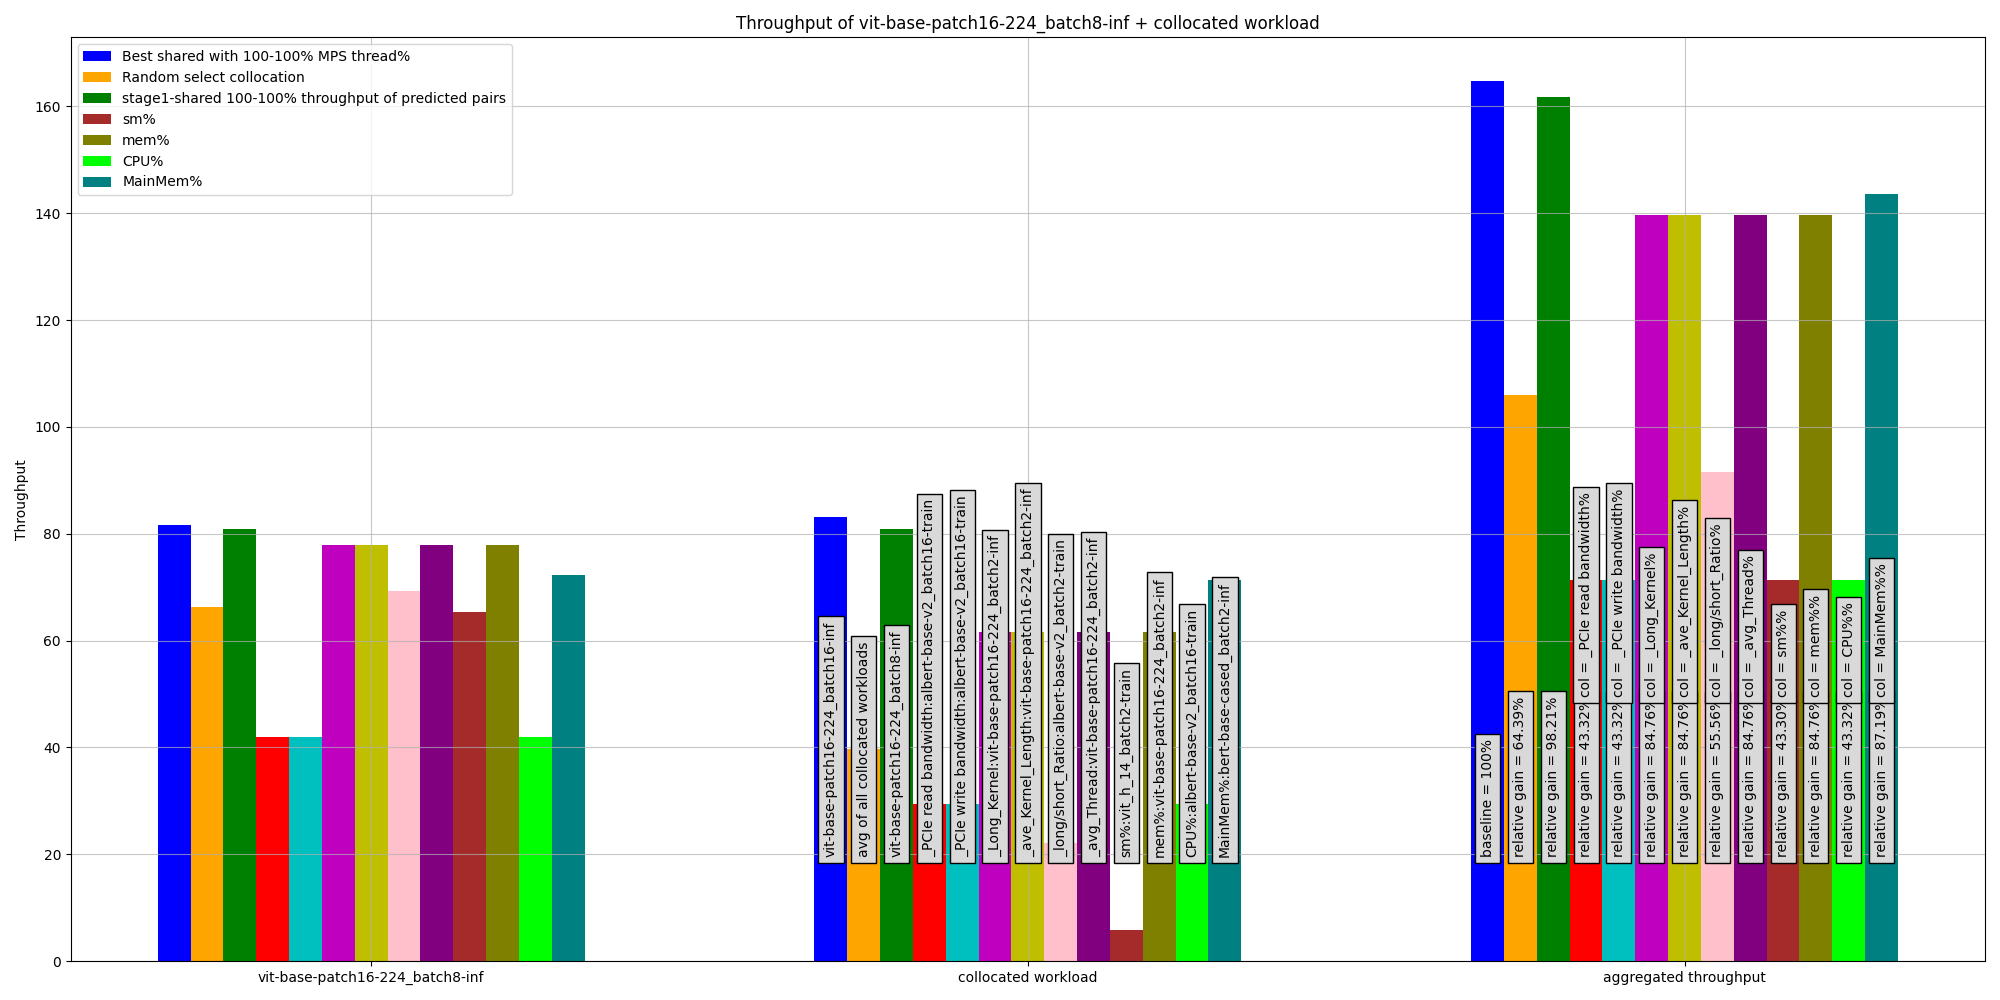 Throughput of vit-base-patch16-224_batch8-inf + collocated workload
Best shared with 100-100% MPS thread%
Random select collocation
stage1-shared 100-100% throughput of predicted pairs
sm%
mem%
CPU%
MainMem%
Throughput
160
140
120
100
80
60
40
20
0
vit-base-patch16-224_batch16-inf
avg of all collocated workloads
vit-base-patch16-224_batch8-inf
_PCIe read bandwidth:albert-base-v2_batch16-train
_PCIe write bandwidth:albert-base-v2_batch16-train
_Long_Kernel:vit-base-patch16-224_batch2-inf
_ave_Kernel_Length:vit-base-patch16-224_batch2-inf
_long/short_Ratio:albert-base-v2_batch2-train
_avg_Thread:vit-base-patch16-224_batch2-inf
sm%:vit_h_14_batch2-train
mem%:vit-base-patch16-224_batch2-inf
CPU%:albert-base-v2_batch16-train
MainMem%:bert-base-cased_batch2-inf
baseline = 100%
relative gain = 64.39%
relative gain = 98.21%
relative gain = 43.32%
col = _PCIe read bandwidth%
relative gain = 43.32%
col = _PCIe write bandwidth%
relative gain = 84.76%
col = _Long_Kernel%
relative gain = 84.76%
col = _ave_Kernel_Length%
relative gain = 55.56%
col = _long/short_Ratio%
relative gain = 84.76%
col = _avg_Thread%
relative gain = 43.30%
col = sm%%
relative gain = 84.76%
col = mem%%
relative gain = 43.32%
col = CPU%%
relative gain = 87.19%
col = MainMem%%
vit-base-patch16-224_batch8-inf
collocated workload
aggregated throughput